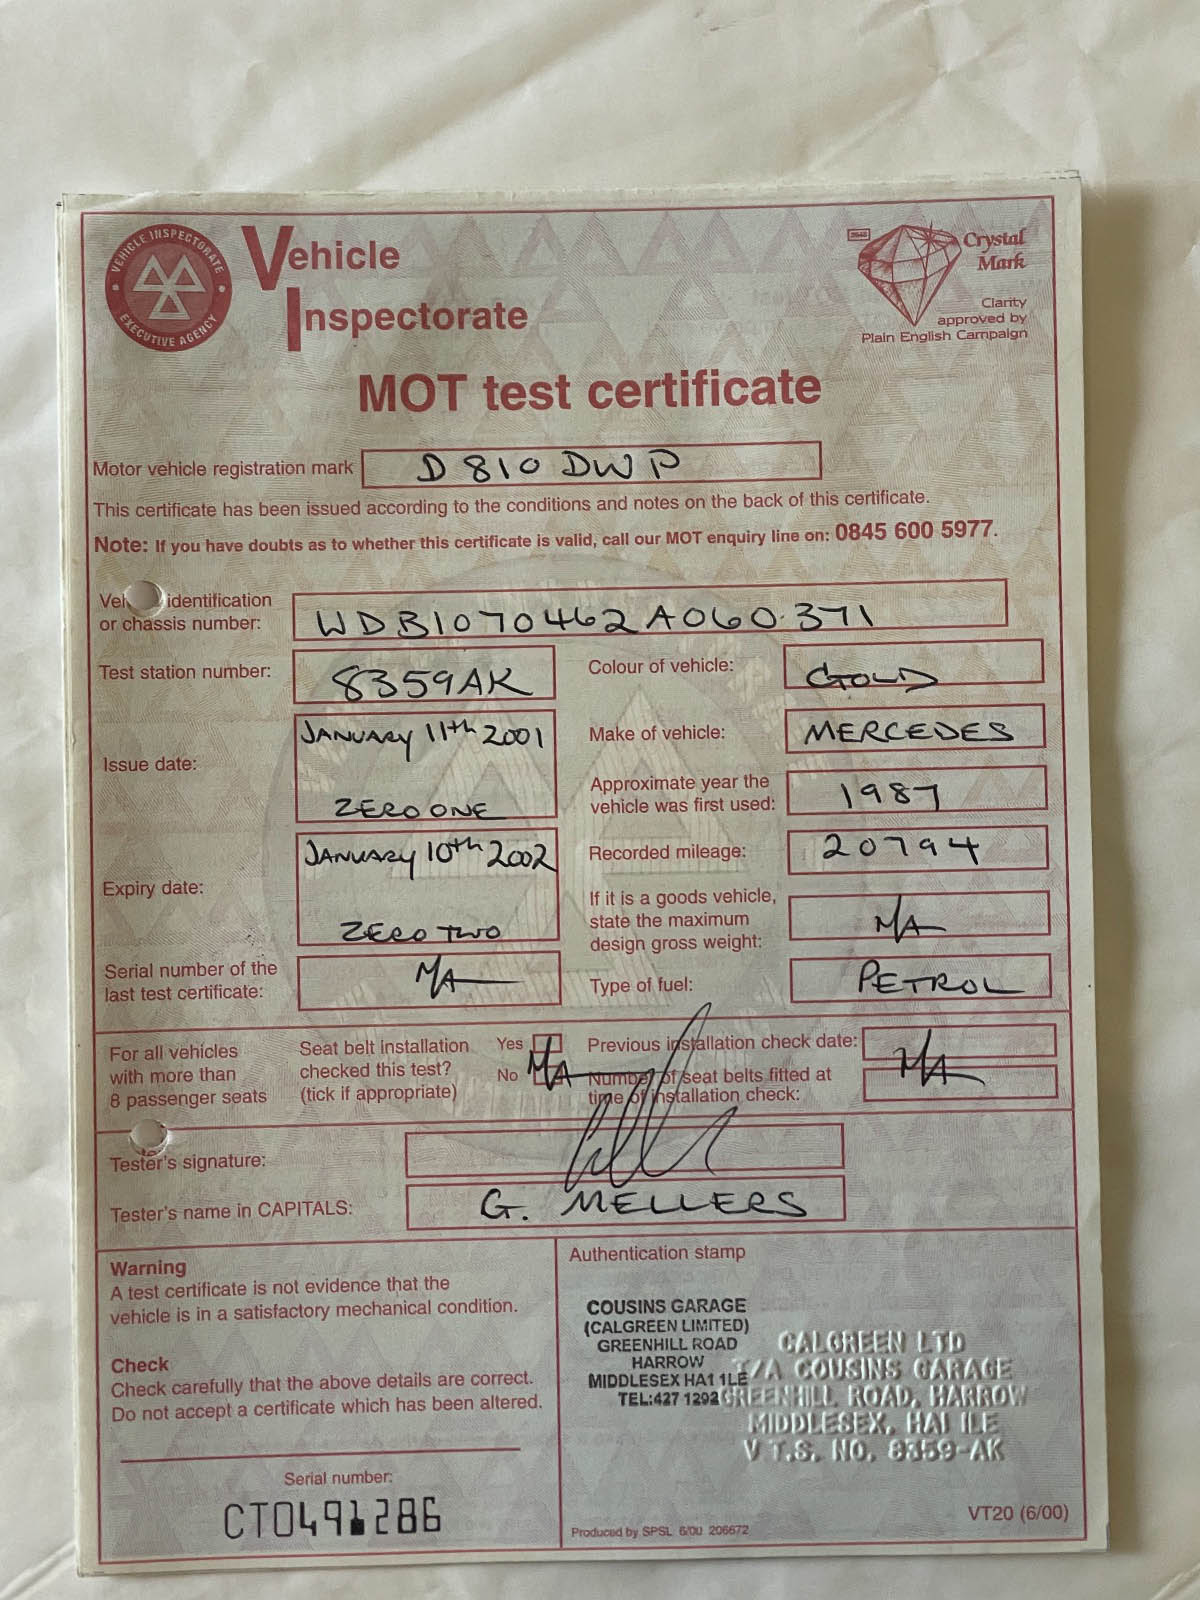 VEHICLE INSPECTORATE
EXECUTIVE AGENCY
Vehicle
Inspectorate
Crystal
Mark
Clarity
approved by
Plain English Campaign
MOT test certificate
Motor vehicle registration mark D810 DWP
This certificate has been issued according to the conditions and notes on the back of this certificate.
Note: If you have doubts as to whether this certificate is valid, call our MOT enquiry line on: 0845 600 5977.
identification
or chassis number: WDB1070462A060371
Test station number: 8359AK
Colour of vehicle: GOLD
Issue date: JANUARY 11th 2001
ZERO ONE
Make of vehicle: MERCEDES
Approximate year the
vehicle was first used: 1987
Expiry date: JANUARY 10th 2002
ZERO TWO
Recorded mileage: 20794
If it is a goods vehicle,
state the maximum
design gross weight: N/A
Serial number of the
last test certificate: N/A
Type of fuel: PETROL
For all vehicles
with more than
8 passenger seats
Seat belt installation
checked this test?
(tick if appropriate)
Yes
No
N/A
Previous installation check date:
Number of seat belts fitted at
time of installation check:
N/A
Tester's signature:
Tester's name in CAPITALS: G. MELLERS
Warning
A test certificate is not evidence that the
vehicle is in a satisfactory mechanical condition.
Check
Check carefully that the above details are correct.
Do not accept a certificate which has been altered.
Serial number:
CT0491286
Authentication stamp
COUSINS GARAGE
(CALGREEN LIMITED)
GREENHILL ROAD
HARROW
MIDDLESEX HA1 1LE
TEL:427 1292
CALGREEN LTD
T/A COUSINS GARAGE
GREENHILL ROAD, HARROW
MIDDLESEX, HA1 1LE
V.T.S. NO. 8359-AK
Produced by SPSL 6/00 206672
VT20 (6/00)